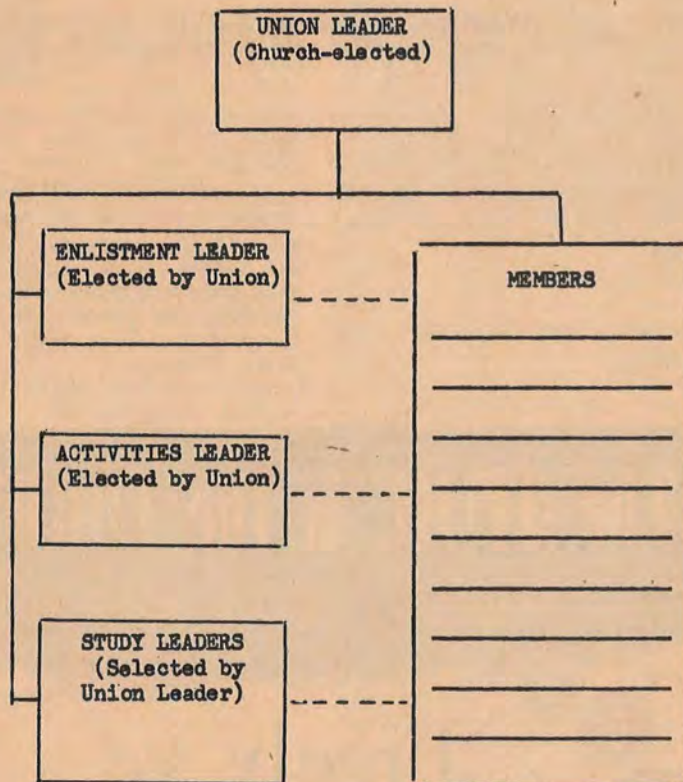 UNION LEADER
(Church-elected)
ENLISTMENT LEADER
(Elected by Union)
MEMBERS
ACTIVITIES LEADER
(Elected by Union)
STUDY LEADERS
(Selected by
Union Leader)